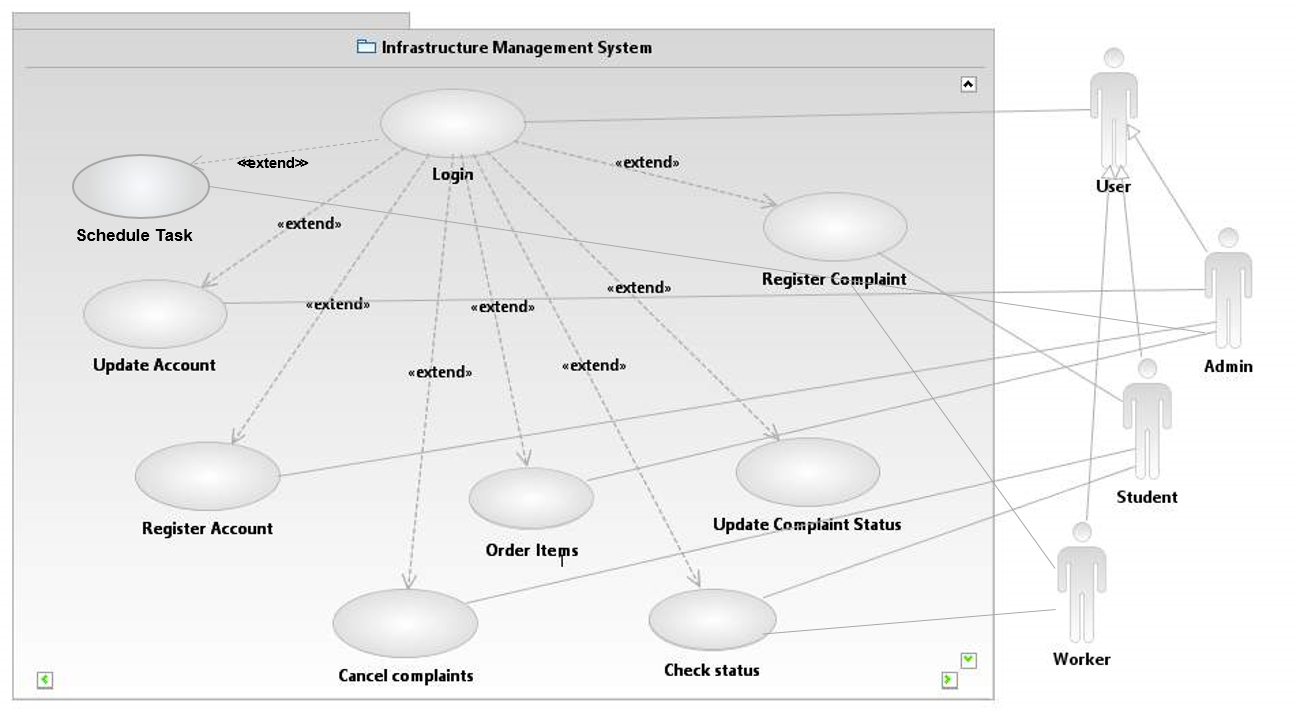 Infrastructure Management System
User
«extend»
«extend»
Login
Schedule Task
«extend»
Register Complaint
«extend»
«extend»
«extend»
Update Account
«extend»
«extend»
Admin
Student
Register Account
Order Items
Update Complaint Status
Cancel complaints
Check status
Worker